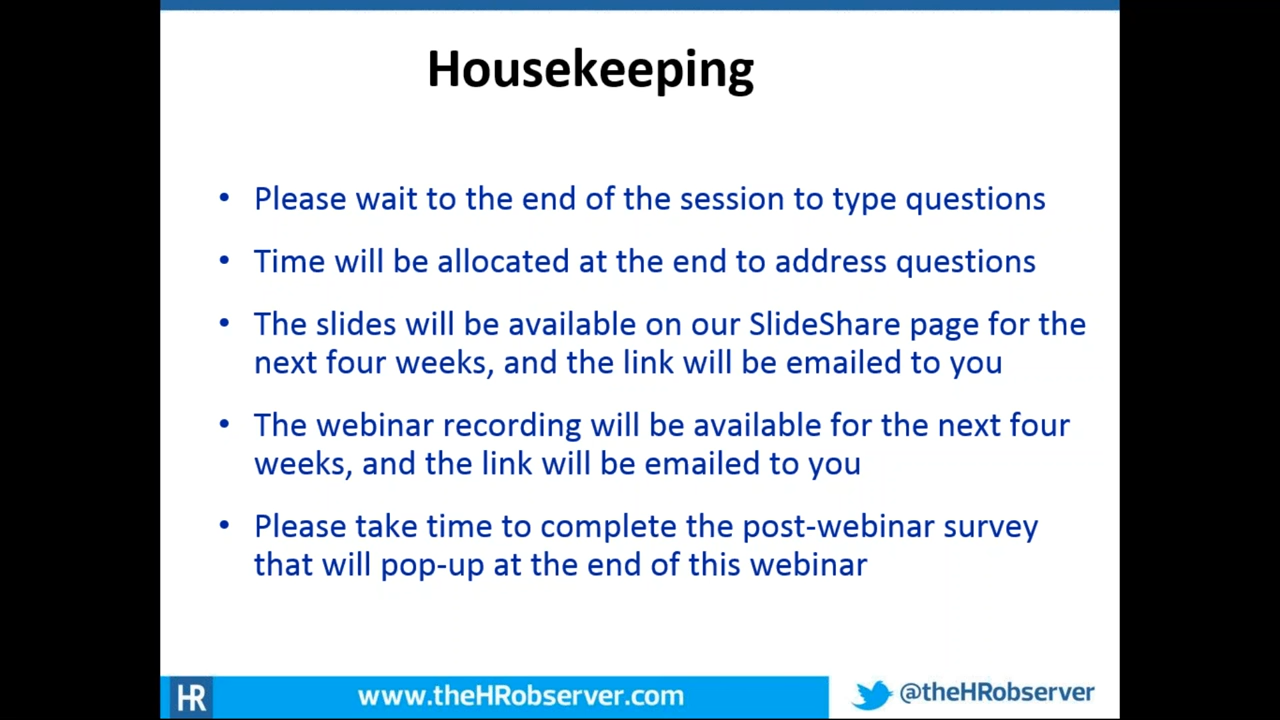 Housekeeping
• Please wait to the end of the session to type questions
• Time will be allocated at the end to address questions
• The slides will be available on our SlideShare page for the
next four weeks, and the link will be emailed to you
• The webinar recording will be available for the next four
weeks, and the link will be emailed to you
• Please take time to complete the post-webinar survey
that will pop-up at the end of this webinar
HR www.theHRobserver.com @theHRobserver